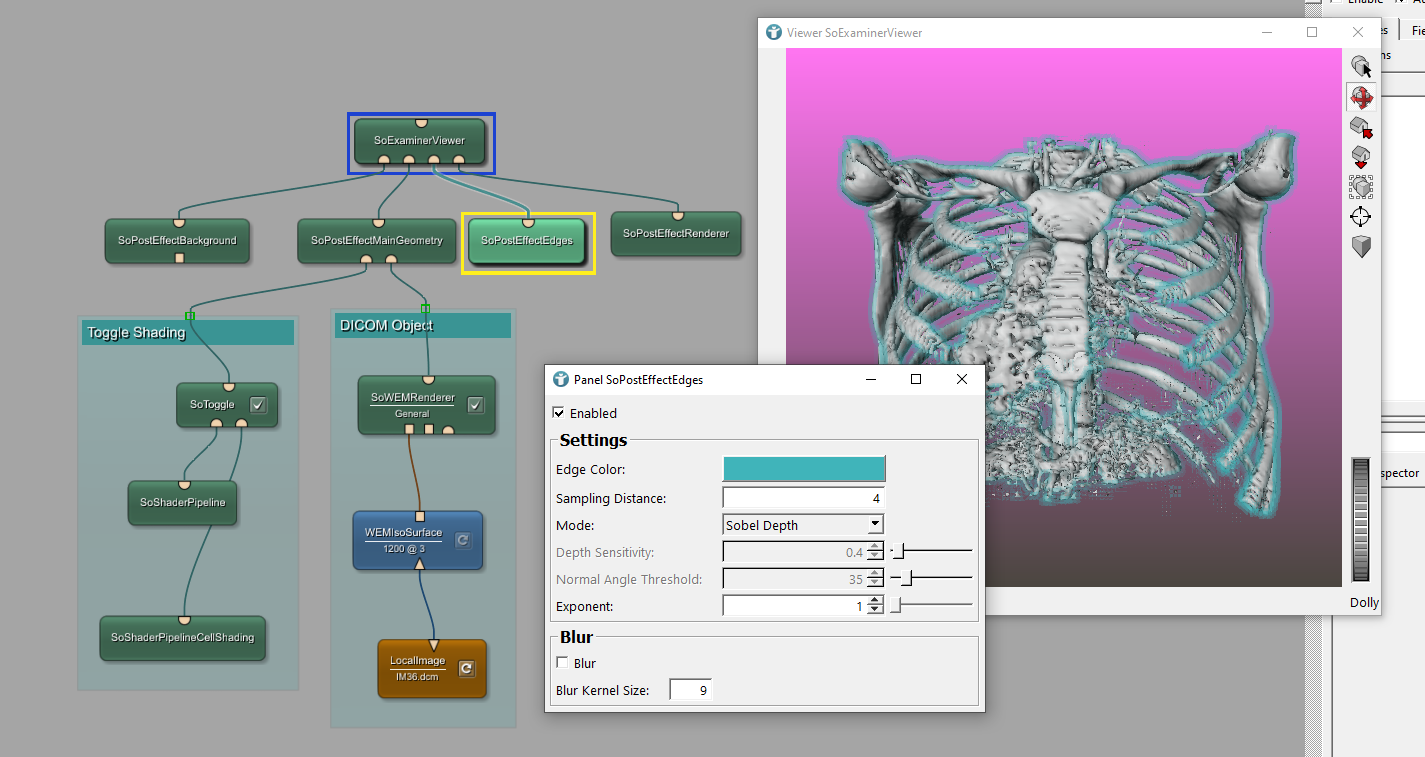 Enable
Viewer SoExaminerViewer
Fie
SoExaminerViewer
SoPostEffectBackground
SoPostEffectMainGeometry
SoPostEffectEdges
SoPostEffectRenderer
Toggle Shading
DICOM Object
SoToggle
SoWEMRenderer
General
SoShaderPipeline
WEMIsoSurface
1200 @ 3
SoShaderPipelineCellShading
LocalImage
IM36.dcm
Panel SoPostEffectEdges
Enabled
Settings
Edge Color:
Sampling Distance: 4
Mode: Sobel Depth
Depth Sensitivity: 0.4
Normal Angle Threshold: 35
Exponent: 1
Blur
Blur
Blur Kernel Size: 9
Dolly
spector